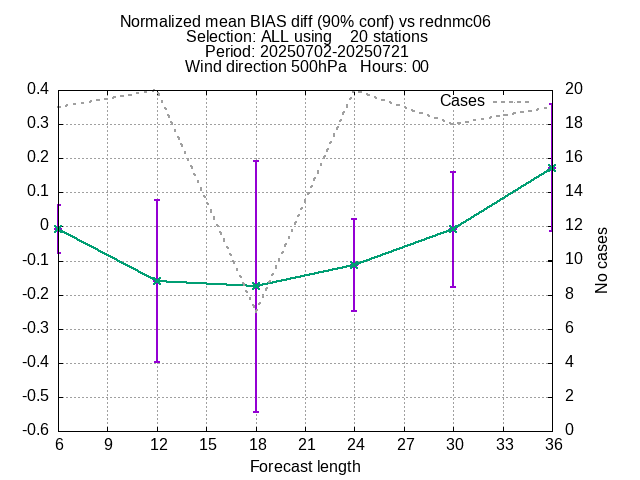 Normalized mean BIAS diff (90% conf) vs rednmc06
Selection: ALL using    20 stations
Period: 20250702-20250721
Wind direction 500hPa   Hours: 00
Cases
0.4
0.3
0.2
0.1
0
-0.1
-0.2
-0.3
-0.4
-0.5
-0.6
20
18
16
14
12
10
8
6
4
2
0
No cases
6 9 12 15 18 21 24 27 30 33 36
Forecast length